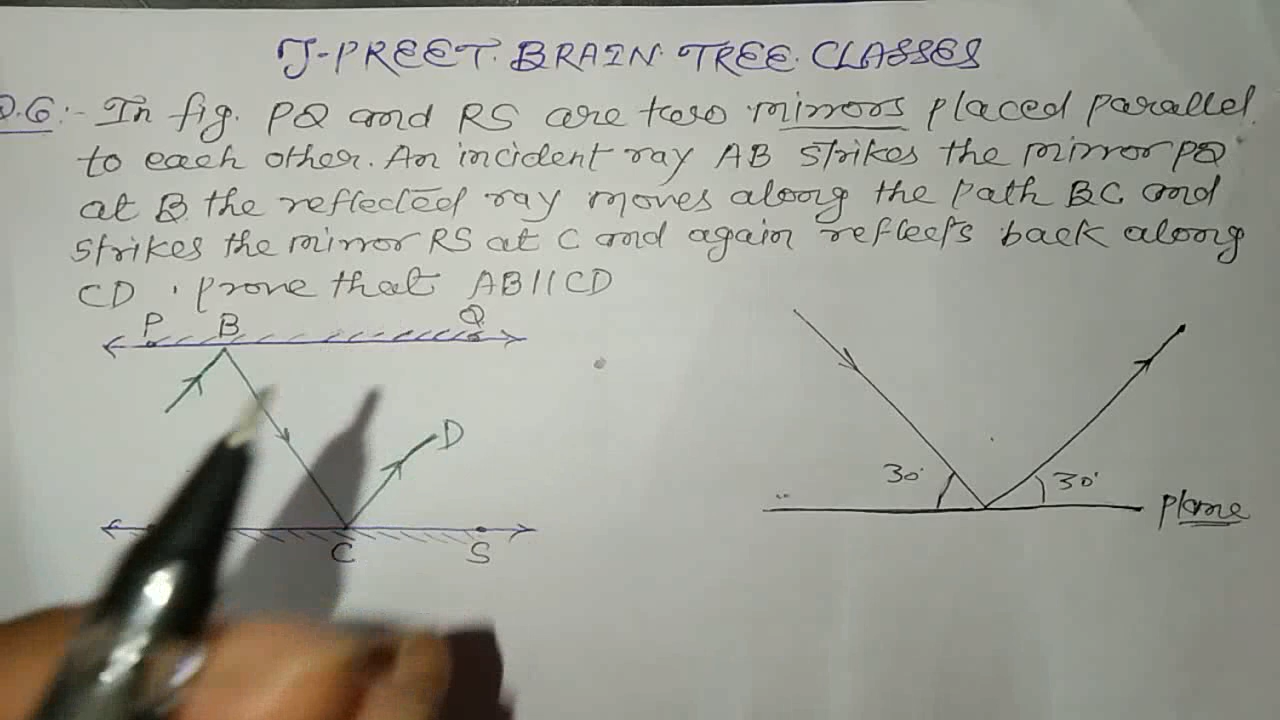 J-PREET. BRAIN. TREE. CLASSES
Q.6:- In fig. PQ and RS are two mirrors placed parallel
to each other. An incident ray AB strikes the mirror PQ
at B the reflected ray moves along the path BC and
strikes the mirror RS at C and again reflects back along
CD. prove that AB||CD
P B Q
D
C S
30°
30°
plane